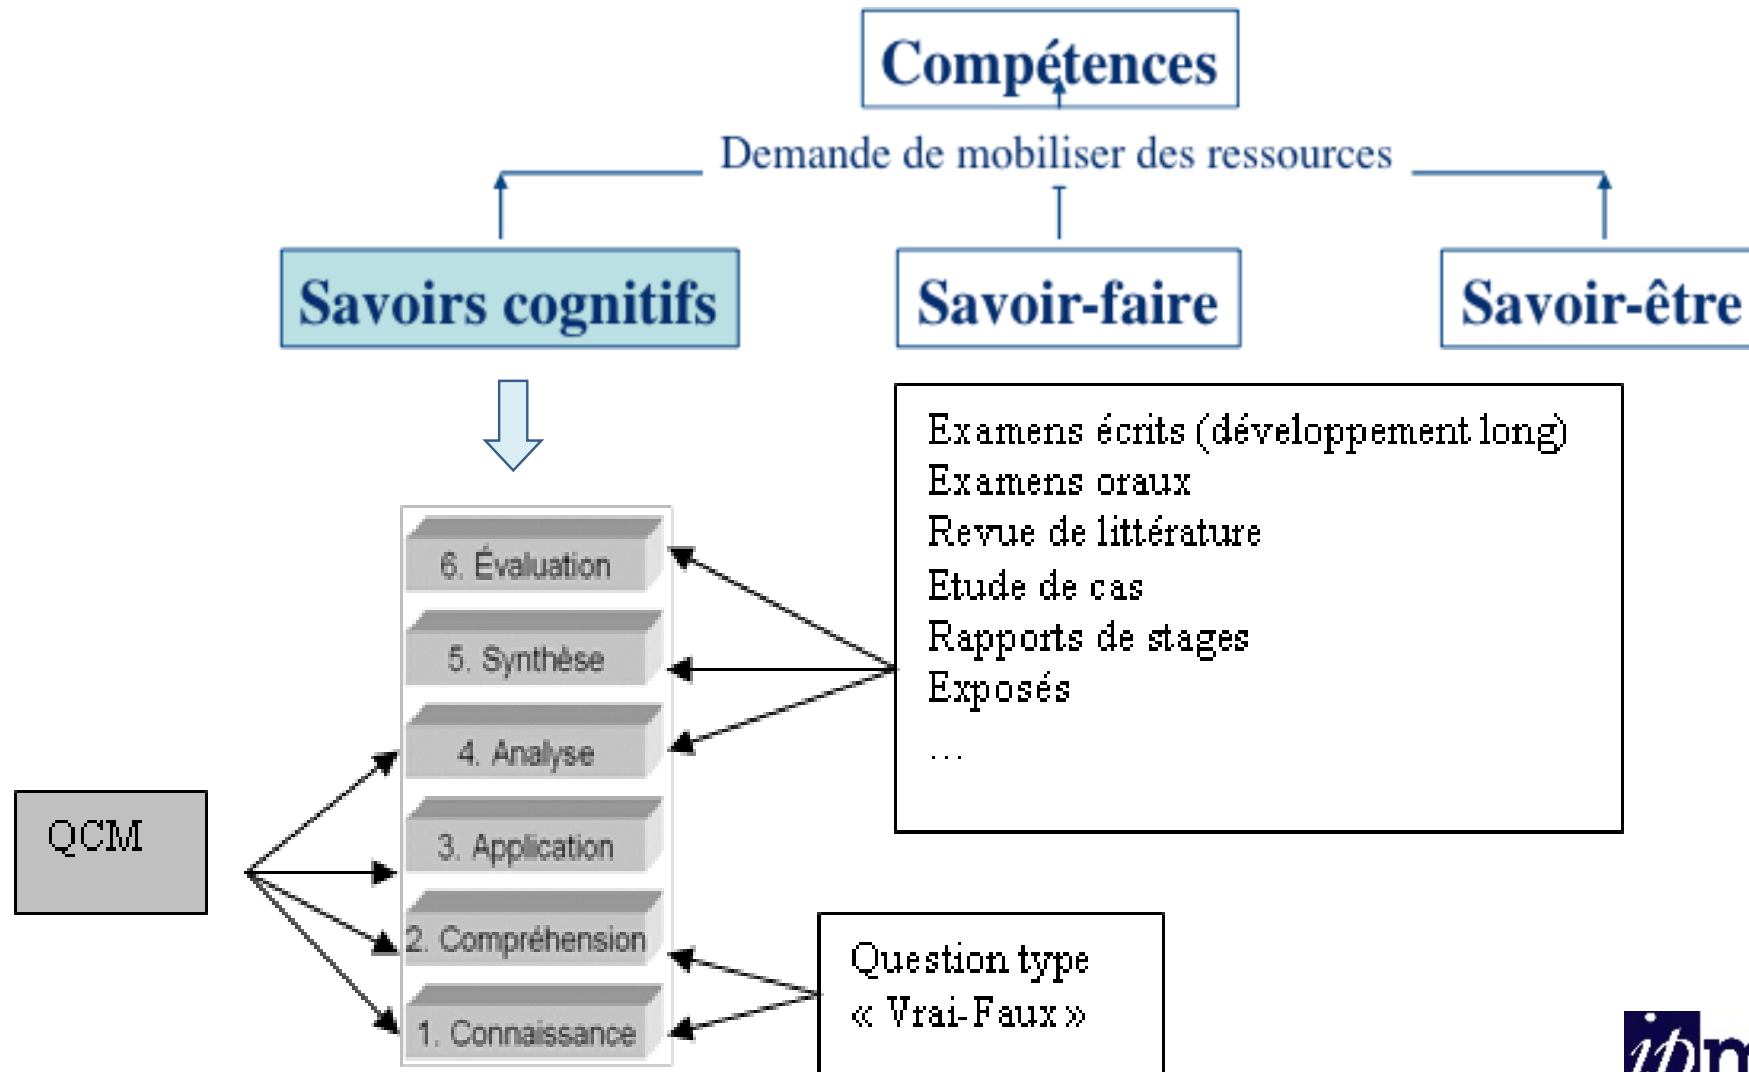 Compétences
Demande de mobiliser des ressources
Savoirs cognitifs
Savoir-faire
Savoir-être
Examens écrits (développement long)
Examens oraux
Revue de littérature
Etude de cas
Rapports de stages
Exposés
…
6. Évaluation
5. Synthèse
4. Analyse
3. Application
2. Compréhension
1. Connaissance
QCM
Question type
« Vrai-Faux »